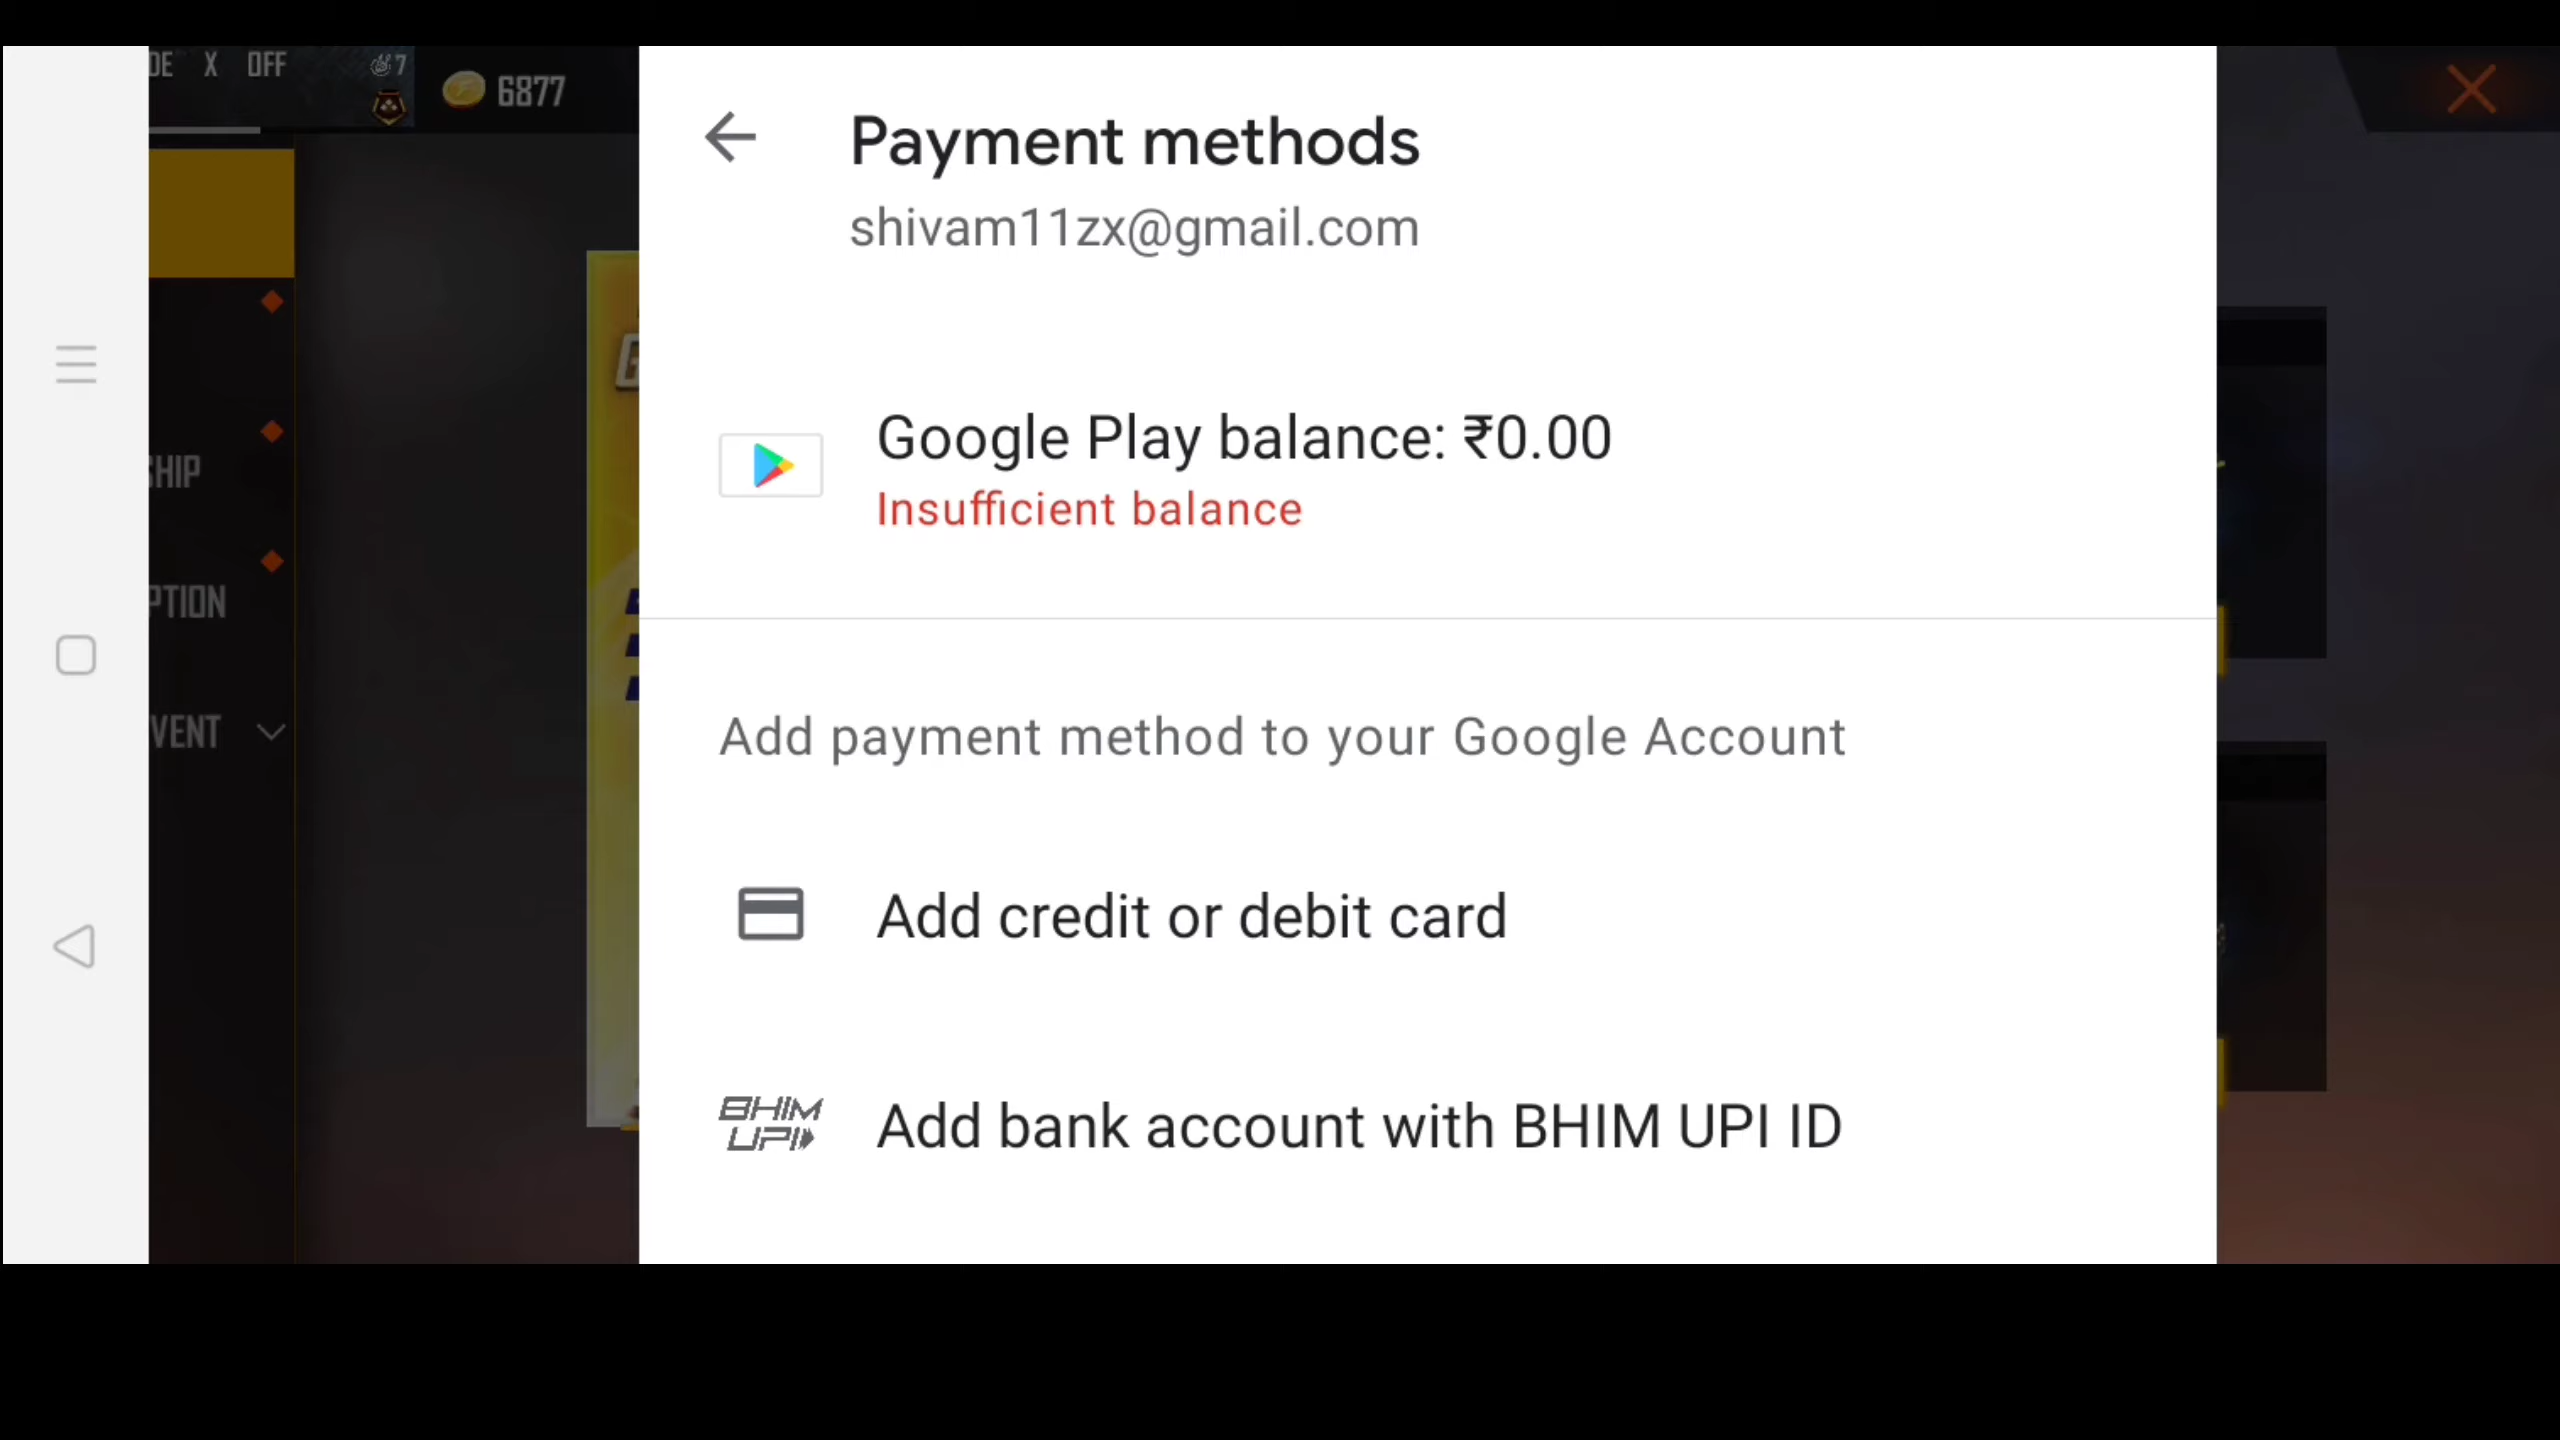 DE X OFF
7
6877
Payment methods
shivam11zx@gmail.com
Google Play balance: ₹0.00
Insufficient balance
SHIP
PTION
VENT
Add payment method to your Google Account
Add credit or debit card
BHIM
UPI
Add bank account with BHIM UPI ID